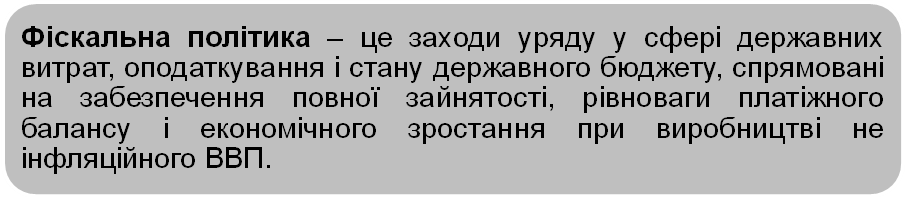 Фіскальна політика – це заходи уряду у сфері державних
витрат, оподаткування і стану державного бюджету, спрямовані
на забезпечення повної зайнятості, рівноваги платіжного
балансу і економічного зростання при виробництві не
інфляційного ВВП.